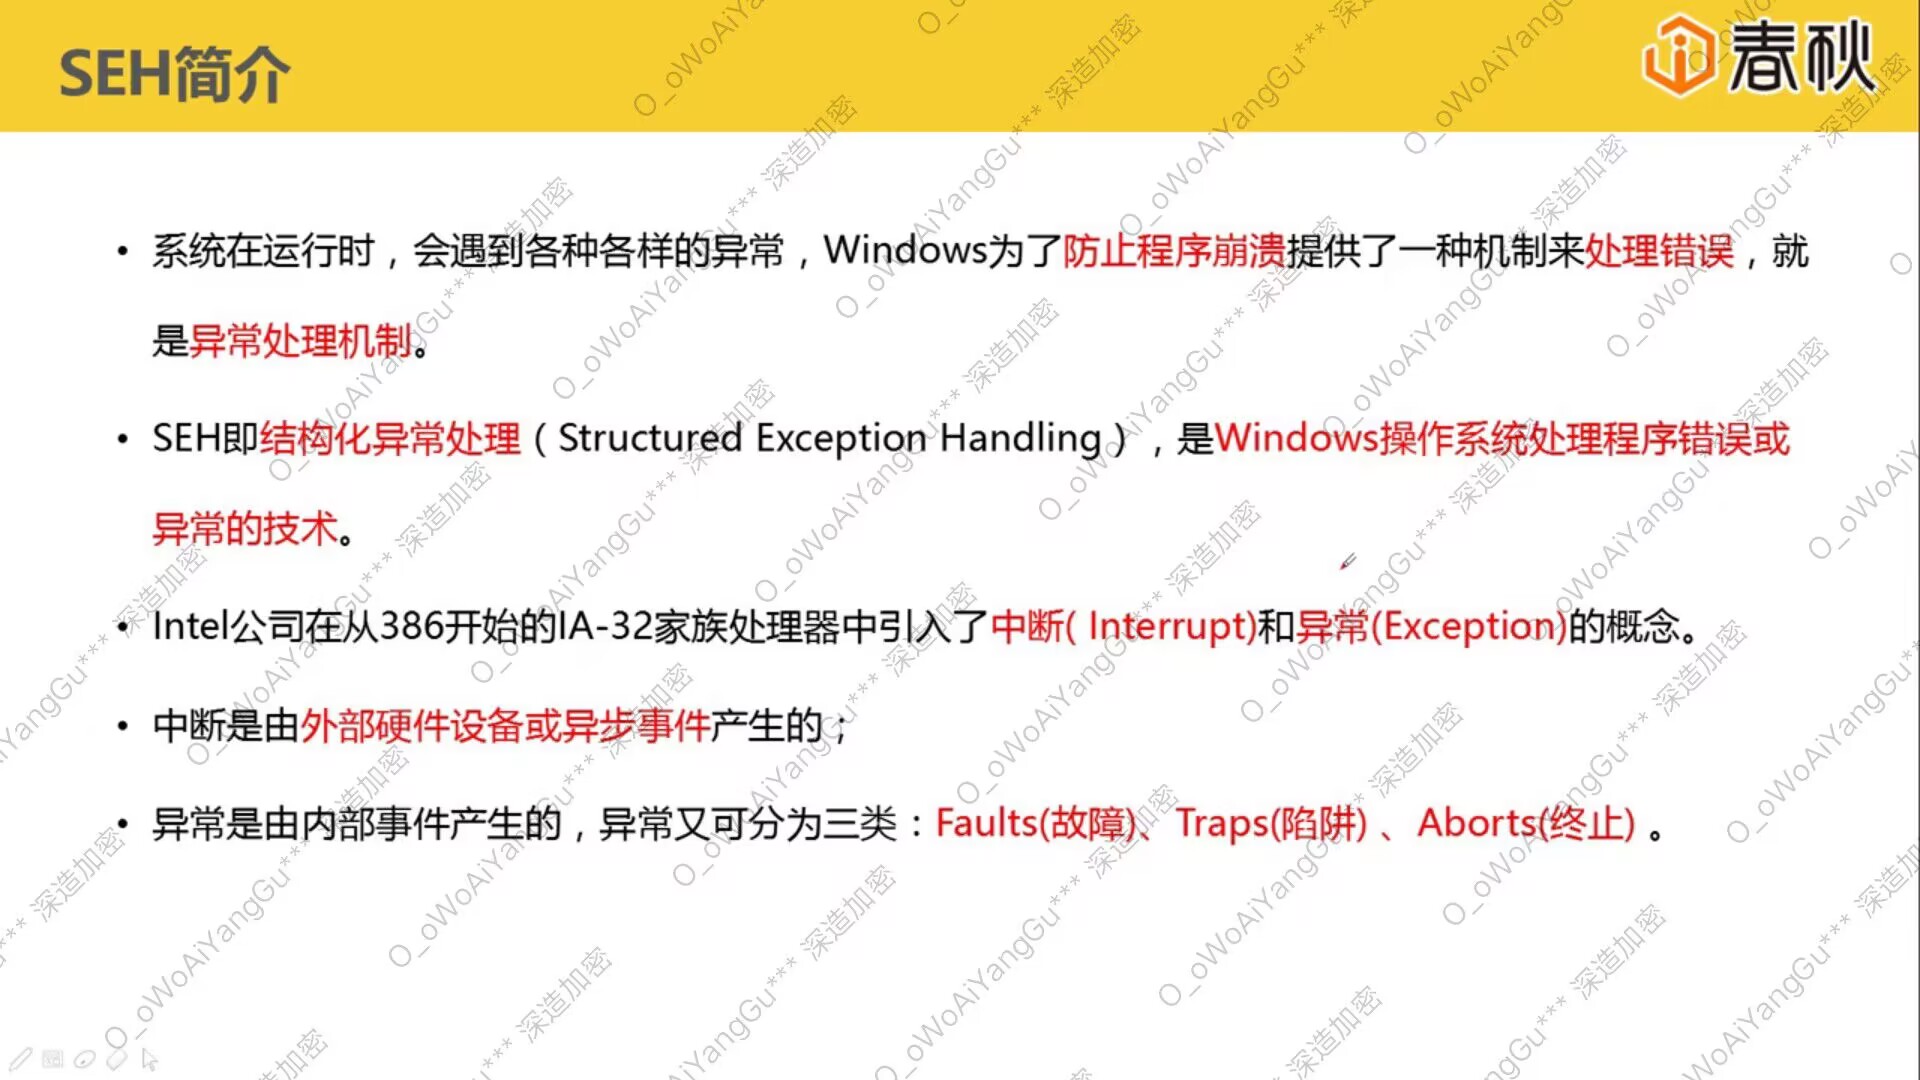 SEH简介
春秋
• 系统在运行时，会遇到各种各样的异常，Windows为了防止程序崩溃提供了一种机制来处理错误，就
是异常处理机制。
• SEH即结构化异常处理（Structured Exception Handling），是Windows操作系统处理程序错误或
异常的技术。
• Intel公司在从386开始的IA-32家族处理器中引入了中断( Interrupt)和异常(Exception)的概念。
• 中断是由外部硬件设备或异步事件产生的；
• 异常是由内部事件产生的，异常又可分为三类：Faults(故障)、Traps(陷阱) 、Aborts(终止) 。
O_oWoAiYangGu*** 深造加密